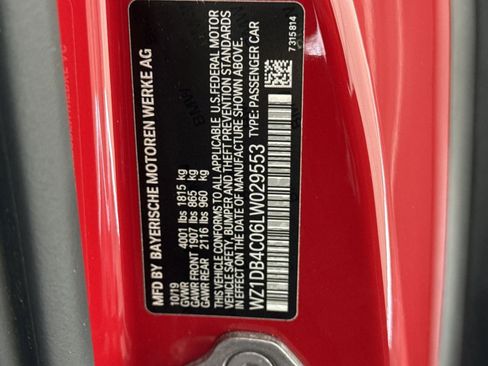 MFD BY BAYERISCHE MOTOREN WERKE AG
10/19
GVWR 4001 lbs 1815 kg
GAWR FRONT 1907 lbs 865 kg
GAWR REAR 2116 lbs 960 kg
THIS VEHICLE CONFORMS TO ALL APPLICABLE U.S.FEDERAL MOTOR
VEHICLE SAFETY, BUMPER AND THEFT PREVENTION STANDARDS
IN EFFECT ON THE DATE OF MANUFACTURE SHOWN ABOVE.
WZ1DB4C06LW029553 TYPE: PASSENGER CAR
7 315 814